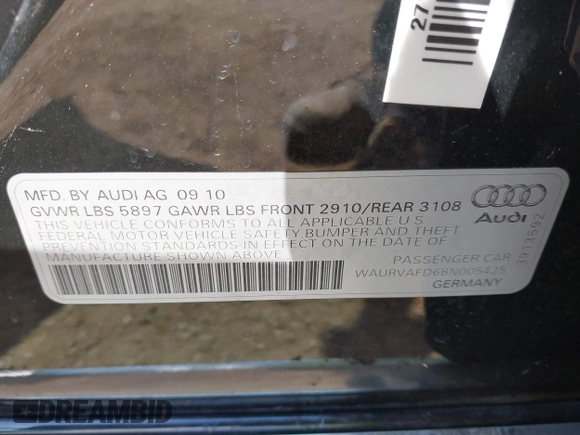 27
MFD. BY AUDI AG 09 10
GVWR LBS 5897 GAWR LBS FRONT 2910/REAR 3108
THIS VEHICLE CONFORMS TO ALL APPLICABLE U S
FEDERAL MOTOR VEHICLE SAFETY BUMPER AND THEFT
PREVENTION STANDARDS IN EFFECT ON THE DATE OF
MANUFACTURE SHOWN ABOVE
PASSENGER CAR
WAURVAFD6BN005425
GERMANY
Audi
3913592
DREAMBID